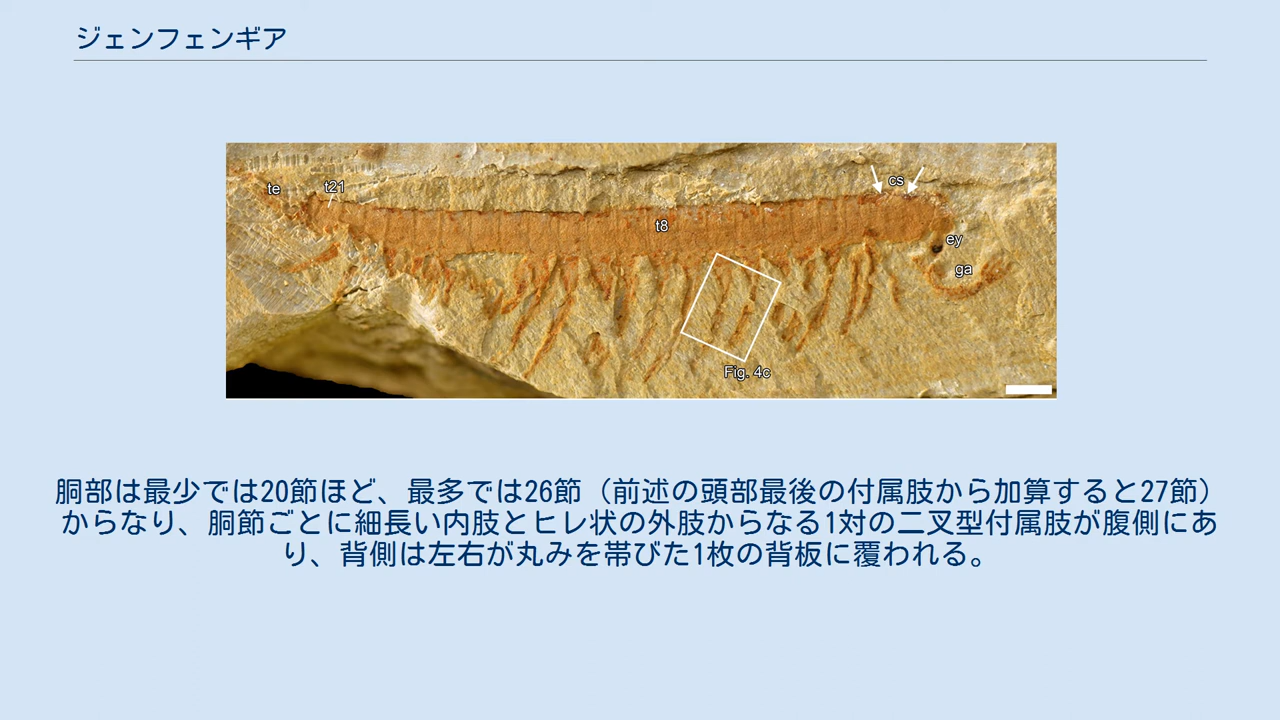 ジェンフェンギア
te
t21
cs
t8
ey
ga
Fig. 4c
胴部は最少では20節ほど、最多では26節（前述の頭部最後の付属肢から加算すると27節）
からなり、胴節ごとに細長い内肢とヒレ状の外肢からなる1対の二叉型付属肢が腹側にあ
り、背側は左右が丸みを帯びた1枚の背板に覆われる。